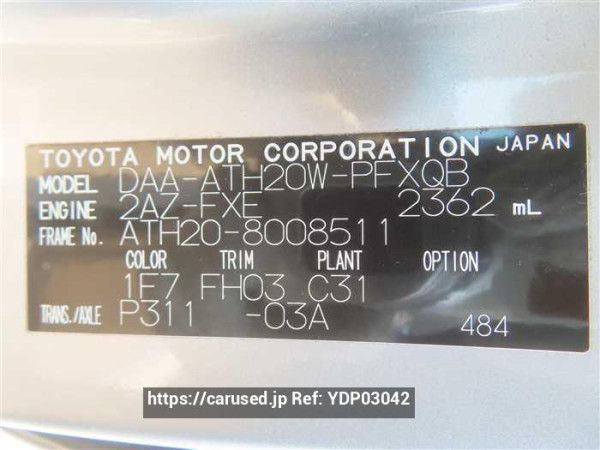 TOYOTA MOTOR CORPORATION JAPAN
MODEL DAA-ATH20W-PFXQB
ENGINE 2AZ-FXE 2362 mL
FRAME No. ATH20-8008511
COLOR TRIM PLANT OPTION
1E7 FH03 C31
TRANS./AXLE P311 -03A 484
https://carused.jp Ref: YDP03042